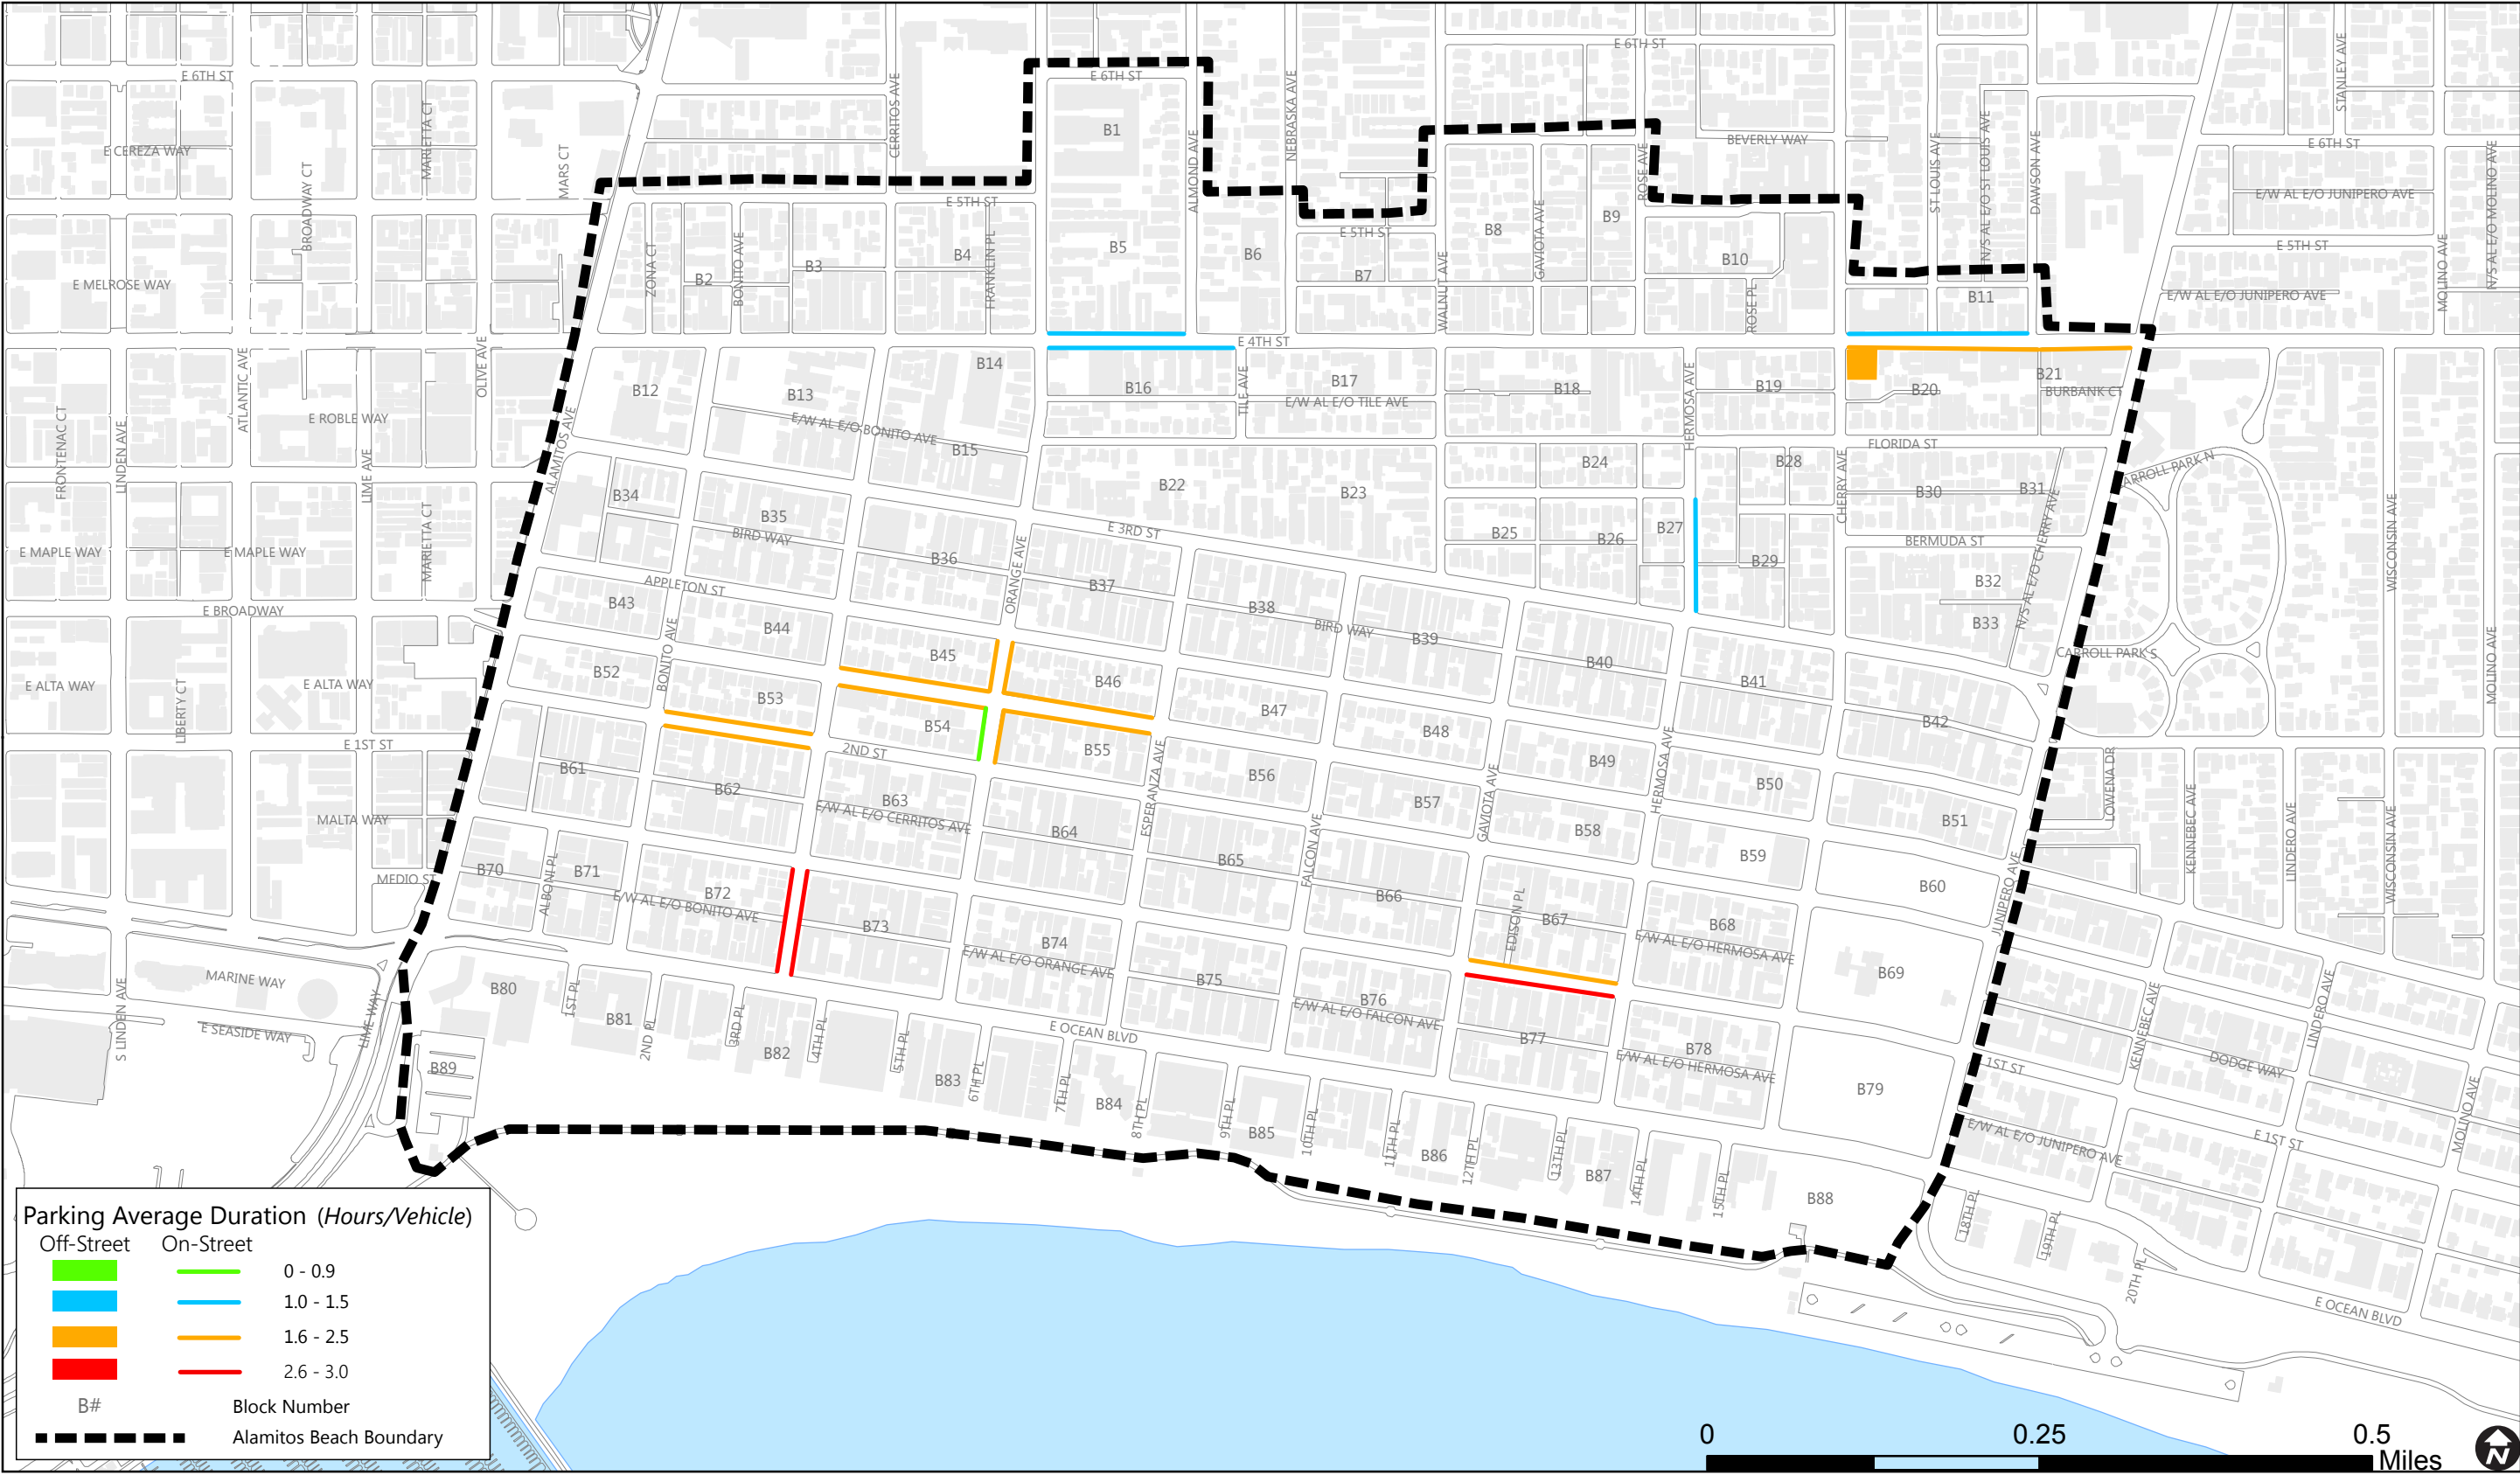 E 6TH ST
E 6TH ST
E 6TH ST
STANLEY AVE
CERRITOS AVE
NEBRASKA AVE
MARIETTA CT
B1
BEVERLY WAY
E 6TH ST
E CEREZA WAY
MARS CT
ALMOND AVE
ROSE AVE
ST LOUIS AVE
N/S AL E/O ST LOUIS AVE
DAWSON AVE
N/S AL E/O MOLINO AVE
E/W AL E/O JUNIPERO AVE
BROADWAY CT
E 5TH ST
B8
B9
GAVIOTA AVE
E 5TH ST
E 5TH ST
MOLINO AVE
ZONA CT
BONITO AVE
FRANKLIN PL
B2
B3
B4
B5
B6
B7
B10
B11
WALNUT AVE
ROSE PL
E MELROSE WAY
E/W AL E/O JUNIPERO AVE
E 4TH ST
OLIVE AVE
ATLANTIC AVE
B12
B13
B14
B16
B17
B18
B19
B20
B21
BURBANK CT
TILE AVE
E/W AL E/O TILE AVE
HERMOSA AVE
E ROBLE WAY
E/W AL E/O BONITO AVE
B15
FLORIDA ST
FRONTENAC CT
LINDEN AVE
LIME AVE
ALAMITOS AVE
B34
B35
BIRD WAY
B22
B23
B24
B28
CHERRY AVE
B30
B31
CARROLL PARK N
WISCONSIN AVE
E 3RD ST
B25
B26
B27
B29
BERMUDA ST
E MAPLE WAY
E MAPLE WAY
MARIETTA CT
B36
ORANGE AVE
B37
B32
N/S AL E/O CHERRY AVE
APPLETON ST
B43
B44
B38
BIRD WAY
B39
B33
E BROADWAY
B45
B46
B40
B41
CARROLL PARK S
MOLINO AVE
B52
BONITO AVE
B53
B54
B47
B48
B42
E ALTA WAY
E ALTA WAY
LIBERTY CT
E 1ST ST
2ND ST
B55
ESPERANZA AVE
B56
B49
HERMOSA AVE
B50
B61
B62
B63
E/W AL E/O CERRITOS AVE
B64
B57
GAVIOTA AVE
B58
B51
LOWENA DR
KENNEBEC AVE
LINDERO AVE
WISCONSIN AVE
MALTA WAY
B65
FALCON AVE
B59
B60
JUNIPERO AVE
MEDIO ST
B70
ALBONI PL
B71
B72
E/W AL E/O BONITO AVE
B73
B66
EDISON PL
B67
B68
E/W AL E/O HERMOSA AVE
B74
E/W AL E/O ORANGE AVE
B75
B69
MARINE WAY
B80
1ST PL
B81
2ND PL
3RD PL
B82
4TH PL
5TH PL
B83
6TH PL
7TH PL
E OCEAN BLVD
B76
E/W AL E/O FALCON AVE
B77
B78
E/W AL E/O HERMOSA AVE
B79
S LINDEN AVE
E SEASIDE WAY
LIME WAY
B89
B84
8TH PL
9TH PL
B85
10TH PL
11TH PL
B86
12TH PL
13TH PL
B87
14TH PL
15TH PL
B88
1ST ST
KENNEBEC AVE
DODGE WAY
LINDERO AVE
MOLINO AVE
E/W AL E/O JUNIPERO AVE
E 1ST ST
18TH PL
19TH PL
20TH PL
E OCEAN BLVD
Parking Average Duration (Hours/Vehicle)
Off-Street On-Street
0 - 0.9
1.0 - 1.5
1.6 - 2.5
2.6 - 3.0
B# Block Number
Alamitos Beach Boundary
0 0.25 0.5
Miles
N